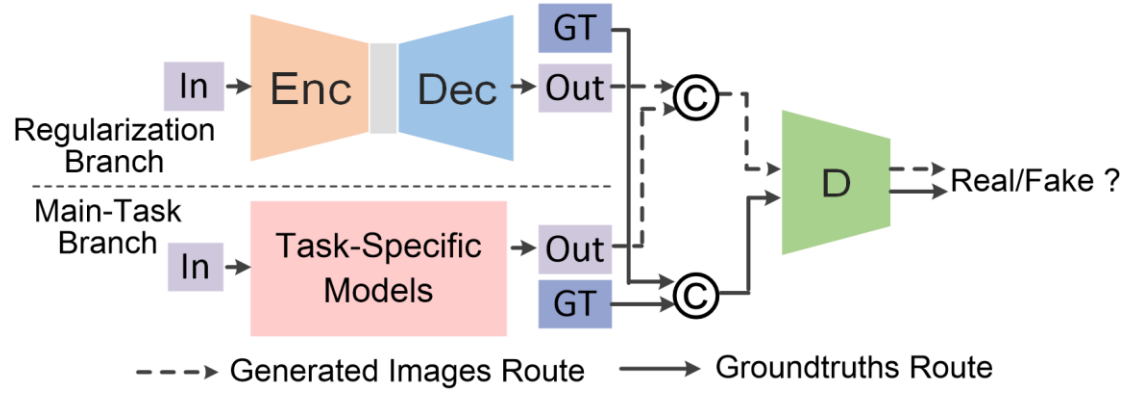 GT
In
Enc
Dec
Out
C
Regularization
Branch
D
Real/Fake ?
Main-Task
Branch
In
Task-Specific
Models
Out
GT
C
Generated Images Route
Groundtruths Route